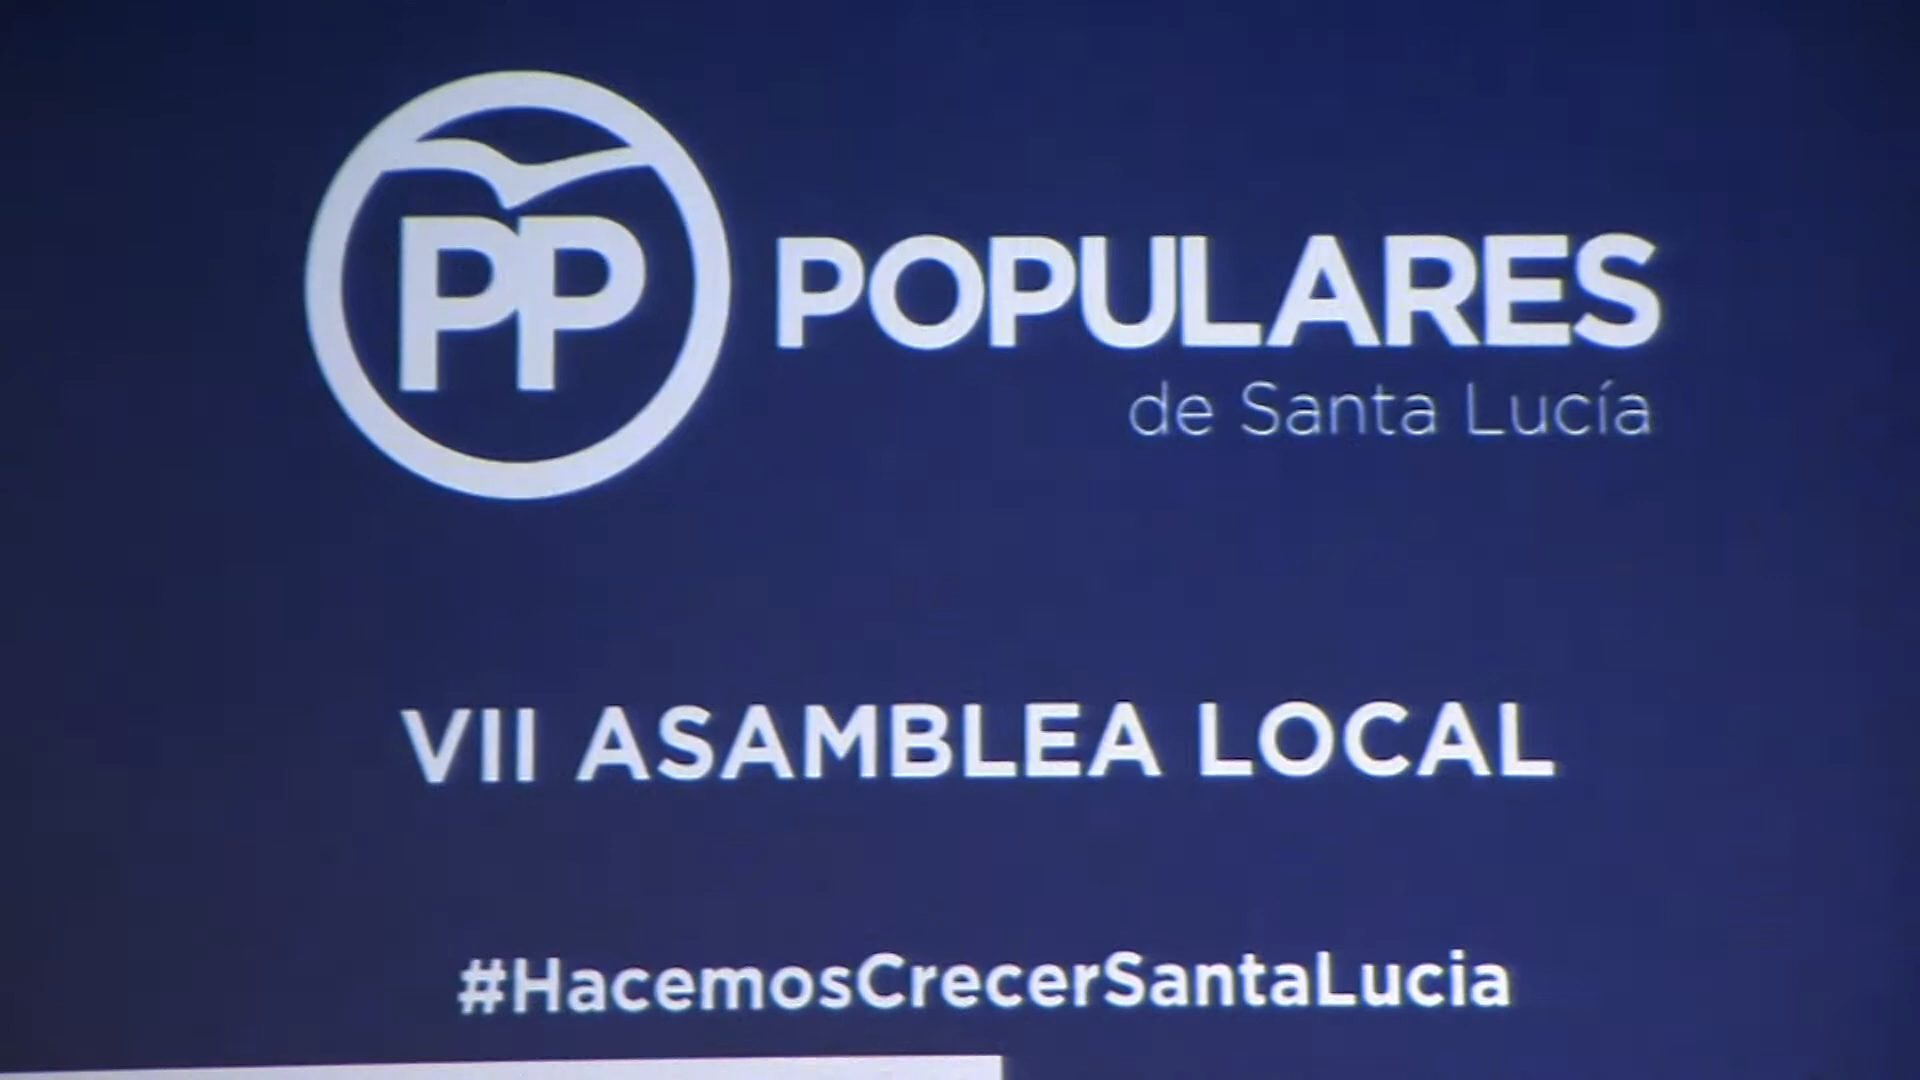 PP POPULARES
de Santa Lucía
VII ASAMBLEA LOCAL
#HacemosCrecerSantaLucia